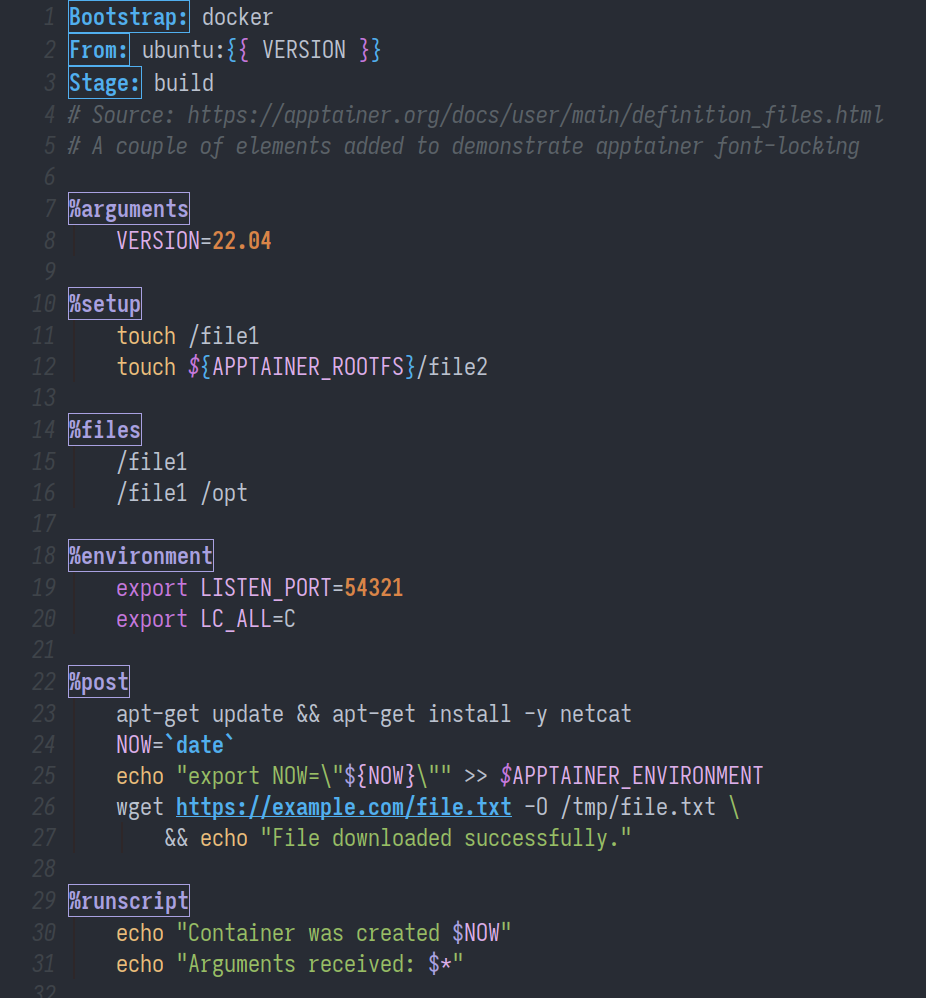 1 Bootstrap: docker
2 From: ubuntu:{{ VERSION }}
3 Stage: build
4 # Source: https://apptainer.org/docs/user/main/definition_files.html
5 # A couple of elements added to demonstrate apptainer font-locking
6
7 %arguments
8     VERSION=22.04
9
10 %setup
11     touch /file1
12     touch ${APPTAINER_ROOTFS}/file2
13
14 %files
15     /file1
16     /file1 /opt
17
18 %environment
19     export LISTEN_PORT=54321
20     export LC_ALL=C
21
22 %post
23     apt-get update && apt-get install -y netcat
24     NOW=`date`
25     echo "export NOW=\"${NOW}\"" >> $APPTAINER_ENVIRONMENT
26     wget https://example.com/file.txt -O /tmp/file.txt \
27         && echo "File downloaded successfully."
28
29 %runscript
30     echo "Container was created $NOW"
31     echo "Arguments received: $*"
32